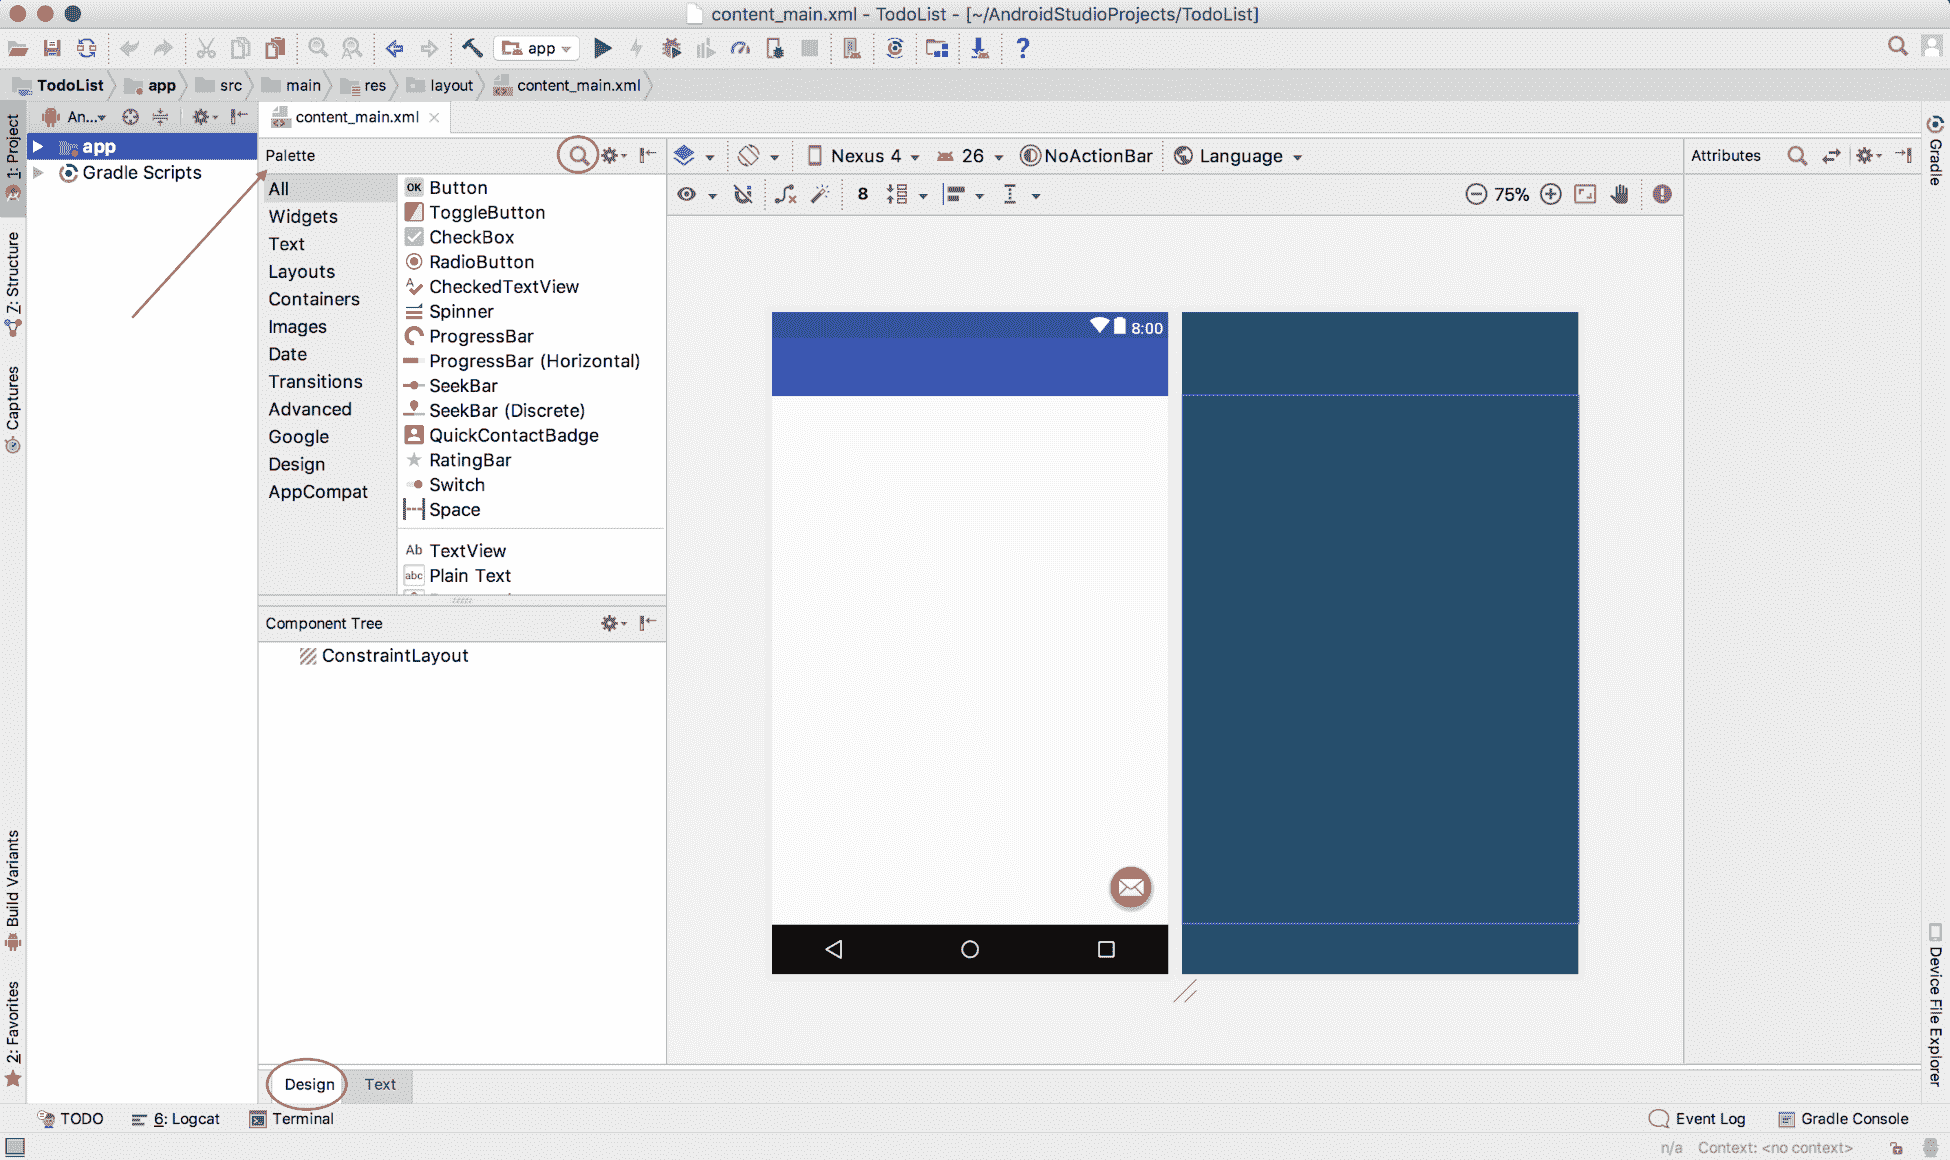 content_main.xml - TodoList - [~/AndroidStudioProjects/TodoList]
app
TodoList app src main res layout content_main.xml
An... content_main.xml
1: Project
Z: Structure
Captures
Build Variants
2: Favorites
app
Gradle Scripts
Palette
All
Widgets
Text
Layouts
Containers
Images
Date
Transitions
Advanced
Google
Design
AppCompat
OK Button
ToggleButton
CheckBox
RadioButton
CheckedTextView
Spinner
ProgressBar
ProgressBar (Horizontal)
SeekBar
SeekBar (Discrete)
QuickContactBadge
RatingBar
Switch
Space
Ab TextView
abc Plain Text
Component Tree
ConstraintLayout
Nexus 4 26 NoActionBar Language
8 75%
8:00
Attributes
Gradle
Device File Explorer
Design Text
TODO 6: Logcat Terminal Event Log Gradle Console
n/a Context: <no context>